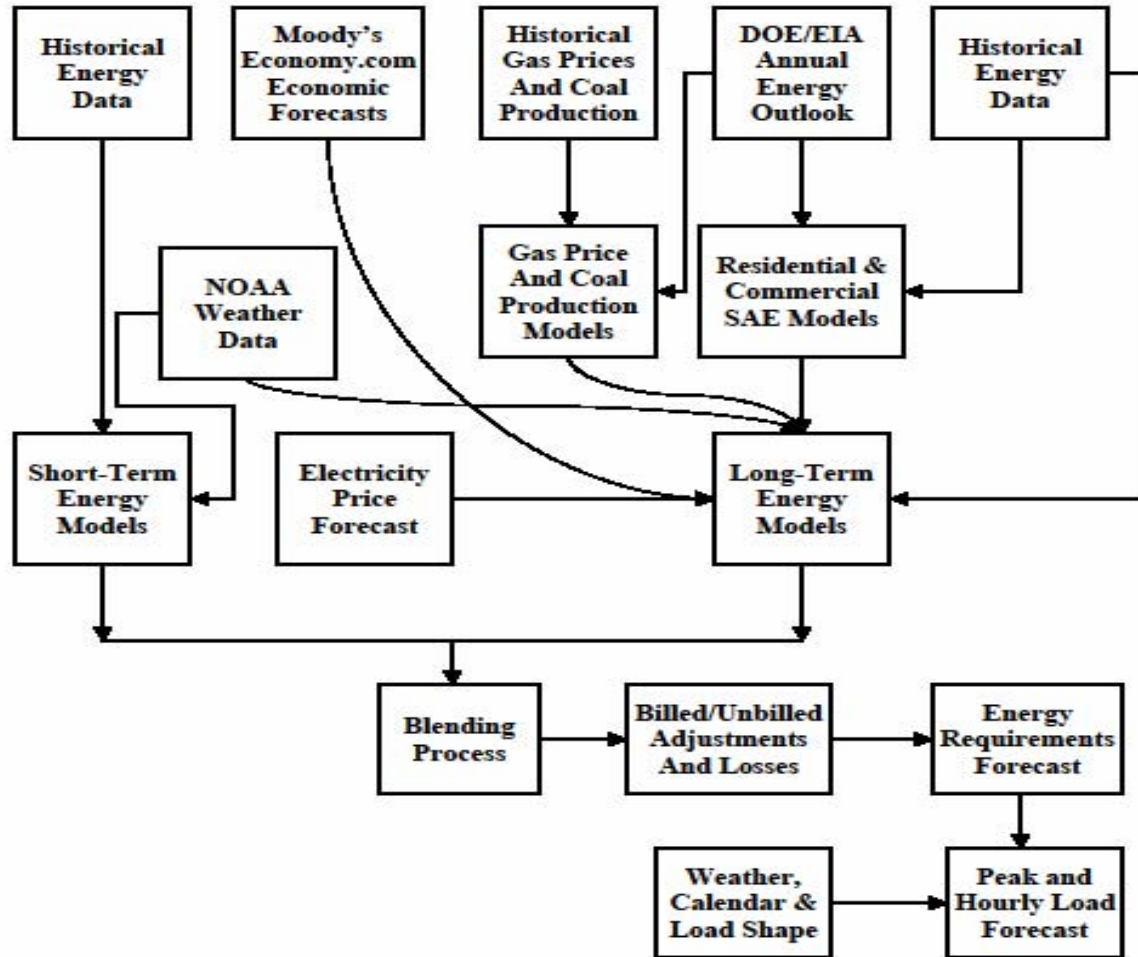 Historical
Energy
Data
Moody's
Economy.com
Economic
Forecasts
Historical
Gas Prices
And Coal
Production
DOE/EIA
Annual
Energy
Outlook
Historical
Energy
Data
NOAA
Weather
Data
Gas Price
And Coal
Production
Models
Residential &
Commercial
SAE Models
Short-Term
Energy
Models
Electricity
Price
Forecast
Long-Term
Energy
Models
Blending
Process
Billed/Unbilled
Adjustments
And Losses
Energy
Requirements
Forecast
Weather,
Calendar &
Load Shape
Peak and
Hourly Load
Forecast